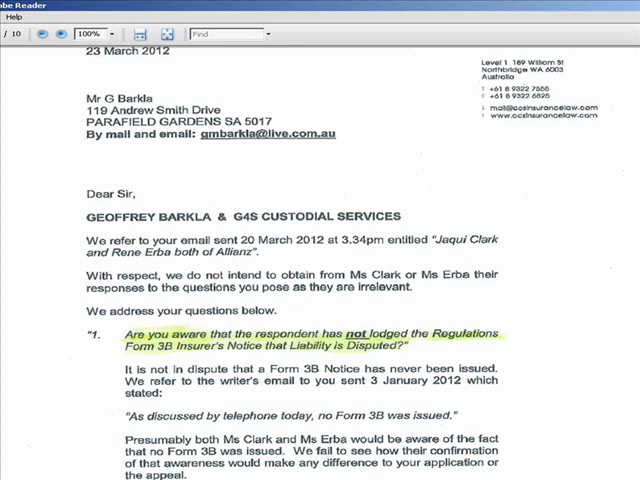 obe Reader
Help
/ 10
100%
Find
23 March 2012
Level 1 189 William St
Northbridge WA 6003
Australia
T +61 8 9322 7555
F +61 8 9322 6825
mail@ccsinsurancelaw.com
www.ccsinsurancelaw.com
Mr G Barkla
119 Andrew Smith Drive
PARAFIELD GARDENS SA 5017
By mail and email: gmbarkla@live.com.au
Dear Sir,
GEOFFREY BARKLA & G4S CUSTODIAL SERVICES
We refer to your email sent 20 March 2012 at 3.34pm entitled "Jaqui Clark
and Rene Erba both of Allianz".
With respect, we do not intend to obtain from Ms Clark or Ms Erba their
responses to the questions you pose as they are irrelevant.
We address your questions below.
"1. Are you aware that the respondent has not lodged the Regulations
Form 3B Insurer's Notice that Liability is Disputed?"
It is not in dispute that a Form 3B Notice has never been issued.
We refer to the writer's email to you sent 3 January 2012 which
stated:
"As discussed by telephone today, no Form 3B was issued."
Presumably both Ms Clark and Ms Erba would be aware of the fact
that no Form 3B was issued. We fail to see how their confirmation
of that awareness would make any difference to your application or
the appeal.